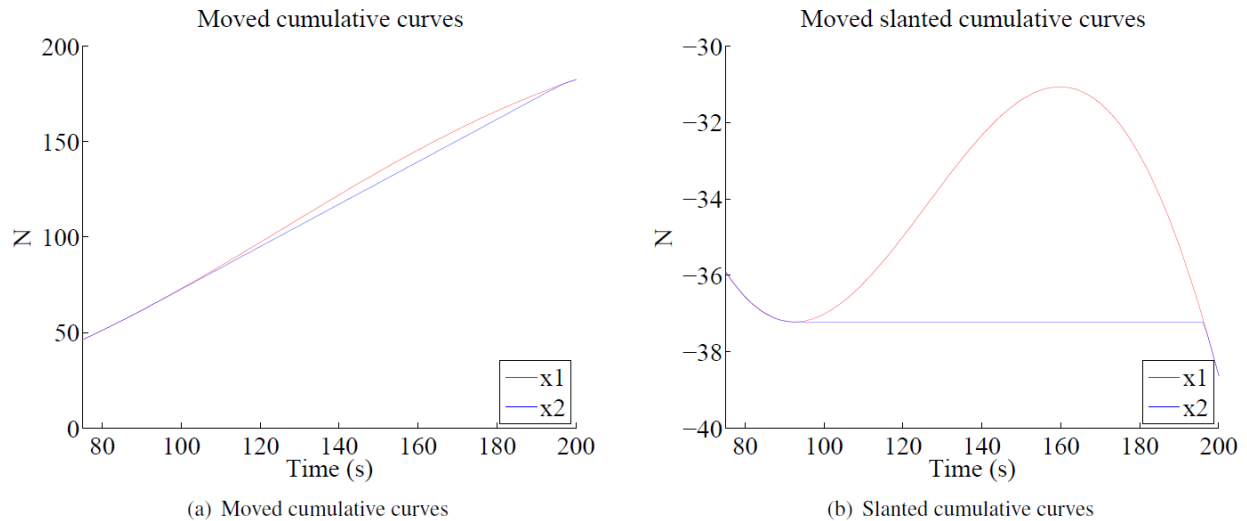 Moved cumulative curves
200
150
100
50
0
N
80 100 120 140 160 180 200
Time (s)
x1
x2
(a) Moved cumulative curves
Moved slanted cumulative curves
−30
−32
−34
−36
−38
−40
N
80 100 120 140 160 180 200
Time (s)
x1
x2
(b) Slanted cumulative curves